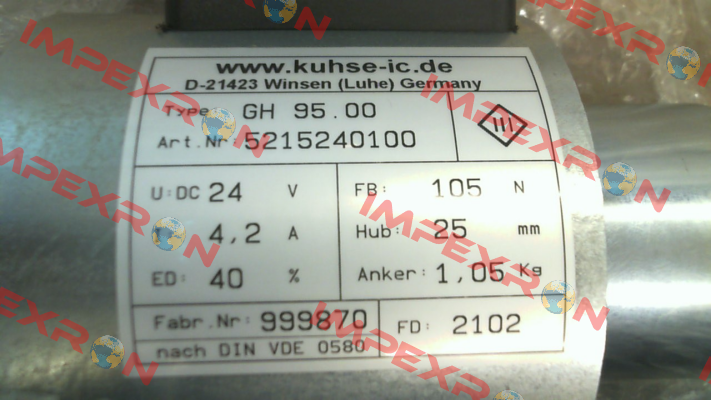 www.kuhse-ic.de
D-21423 Winsen (Luhe) Germany
Type: GH 95.00
Art.Nr: 5215240100
U: DC 24 V
4,2 A
ED: 40 %
FB: 105 N
Hub: 25 mm
Anker: 1,05 Kg
Fabr.Nr: 999870
FD: 2102
nach DIN VDE 0580
IMPEXRON
IMPEXRON
IMPEXRON
IMPEXRON
IMPEXRON
IMPEXRON